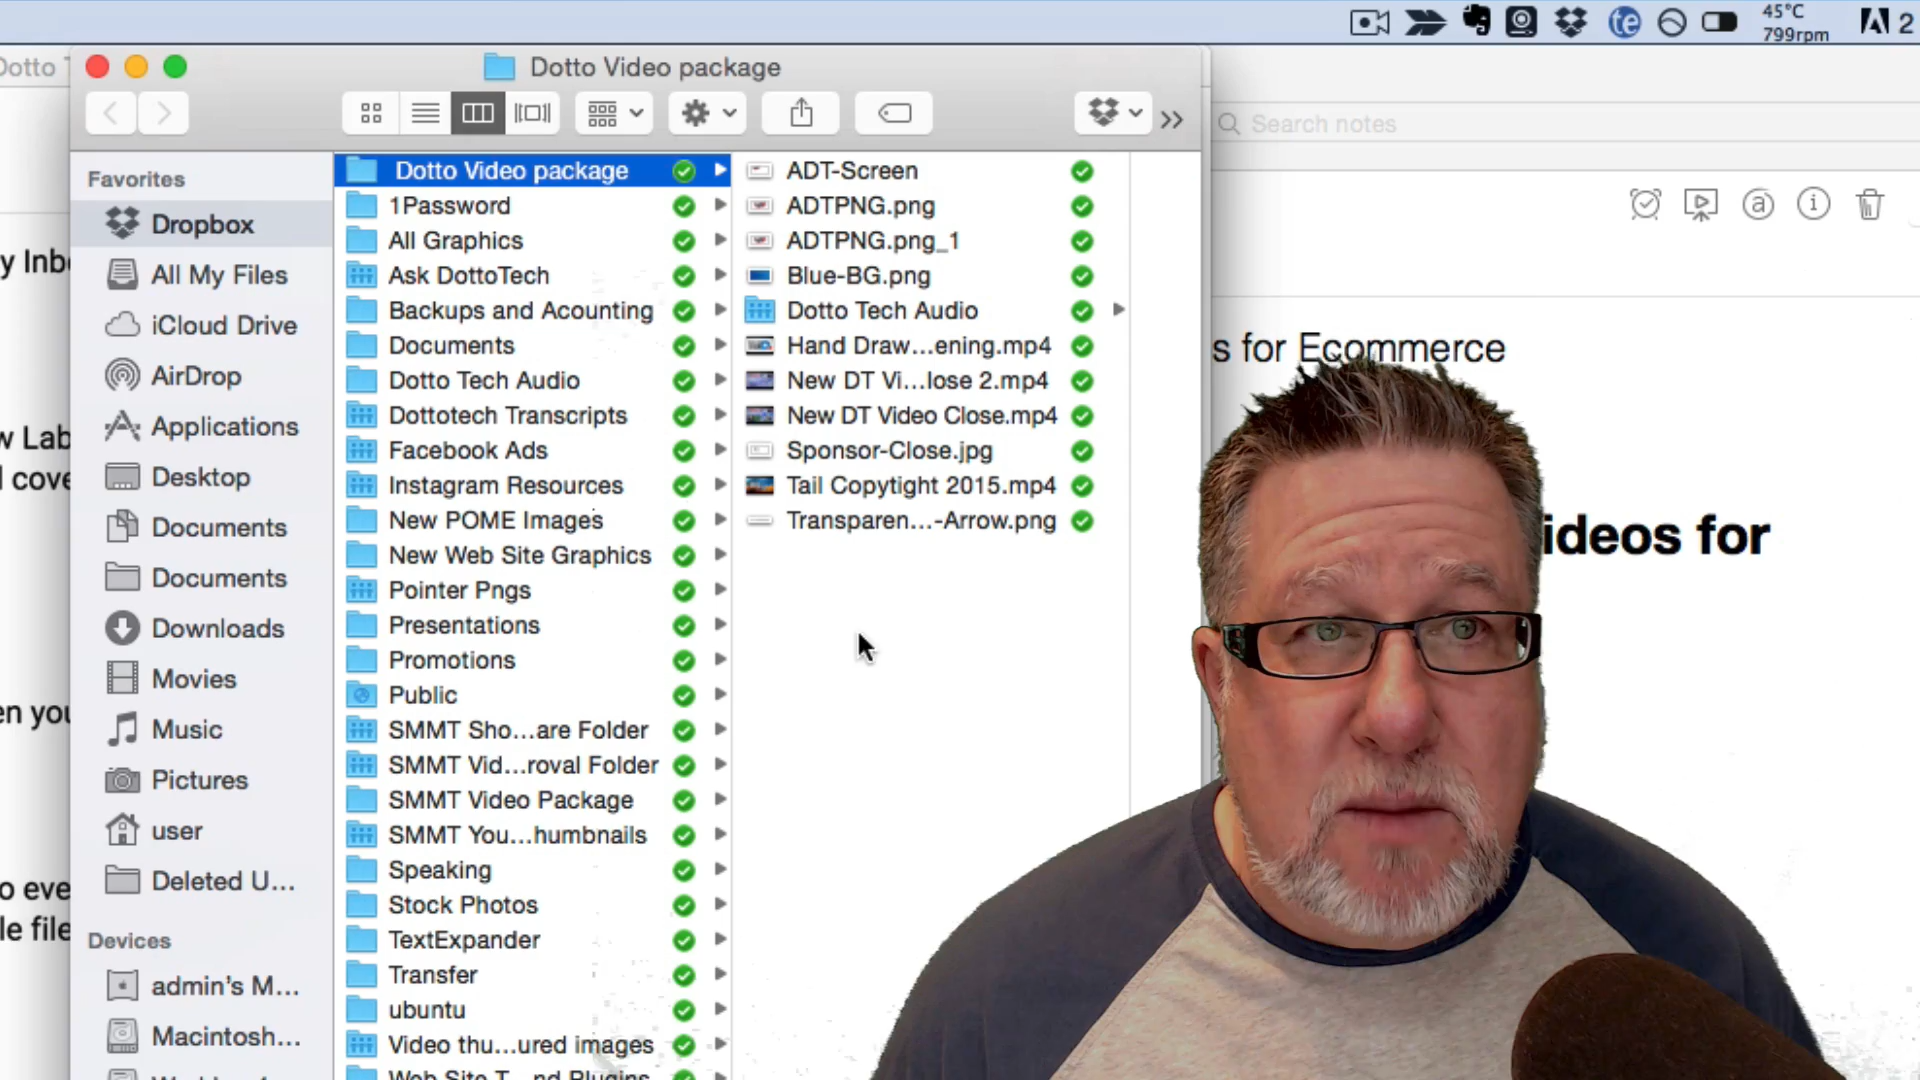 45°C
799rpm
2
Dotto
Dotto Video package
Search notes
Favorites
Dropbox
All My Files
iCloud Drive
AirDrop
Applications
Desktop
Documents
Documents
Downloads
Movies
Music
Pictures
user
Deleted U...
Devices
admin's M...
Macintosh...
Dotto Video package
1Password
All Graphics
Ask DottoTech
Backups and Acounting
Documents
Dotto Tech Audio
Dottotech Transcripts
Facebook Ads
Instagram Resources
New POME Images
New Web Site Graphics
Pointer Pngs
Presentations
Promotions
Public
SMMT Sho...are Folder
SMMT Vid...roval Folder
SMMT Video Package
SMMT You...humbnails
Speaking
Stock Photos
TextExpander
Transfer
ubuntu
Video thu...ured images
Web Site T...nd Plugins
ADT-Screen
ADTPNG.png
ADTPNG.png_1
Blue-BG.png
Dotto Tech Audio
Hand Draw...ening.mp4
New DT Vi...lose 2.mp4
New DT Video Close.mp4
Sponsor-Close.jpg
Tail Copytight 2015.mp4
Transparen...-Arrow.png
s for Ecommerce
ideos for
y Inb
w Lab
cove
en you
o eve
le file